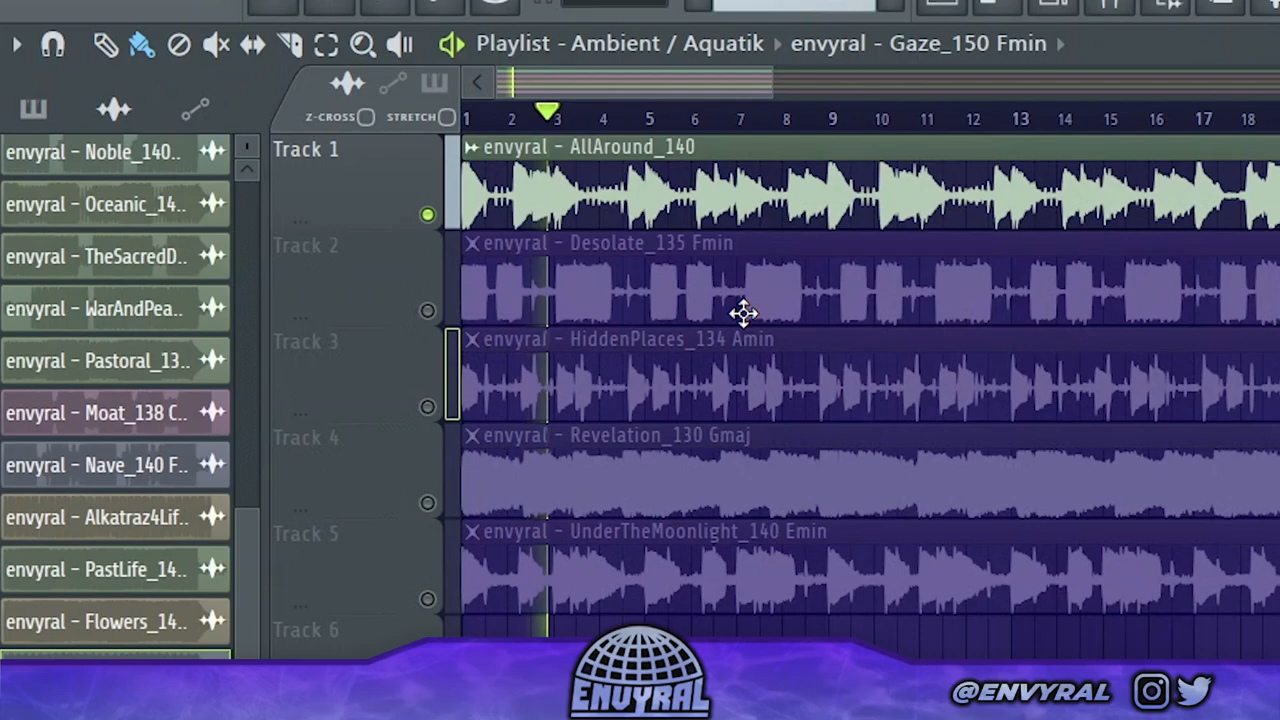 Playlist - Ambient / Aquatik ▸ envyral - Gaze_150 Fmin ▸
Z-CROSS STRETCH
1 2 3 4 5 6 7 8 9 10 11 12 13 14 15 16 17 18
envyral - Noble_140..
envyral - Oceanic_14..
envyral - TheSacredD..
envyral - WarAndPea..
envyral - Pastoral_13..
envyral - Moat_138 C..
envyral - Nave_140 F..
envyral - Alkatraz4Lif..
envyral - PastLife_14..
envyral - Flowers_14..
Track 1
envyral - AllAround_140
Track 2
envyral - Desolate_135 Fmin
Track 3
envyral - HiddenPlaces_134 Amin
Track 4
envyral - Revelation_130 Gmaj
Track 5
envyral - UnderTheMoonlight_140 Emin
Track 6
ENVYRAL
@ENVYRAL